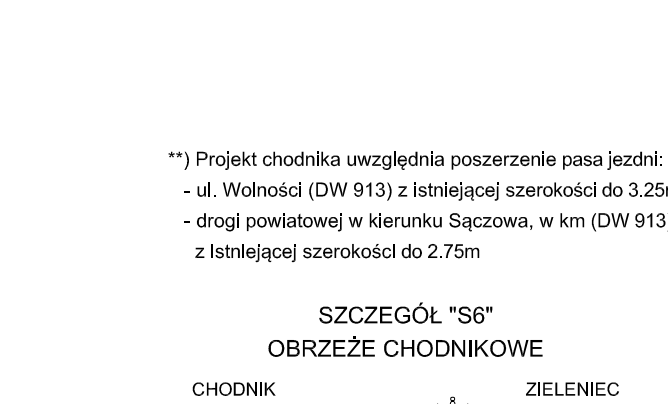 **) Projekt chodnika uwzględnia poszerzenie pasa jezdni:
- ul. Wolności (DW 913) z istniejącej szerokości do 3.25
- drogi powiatowej w kierunku Sączowa, w km (DW 913
z Istniejącej szerokości do 2.75m
SZCZEGÓŁ "S6"
OBRZEŻE CHODNIKOWE
CHODNIK ZIELENIEC
8